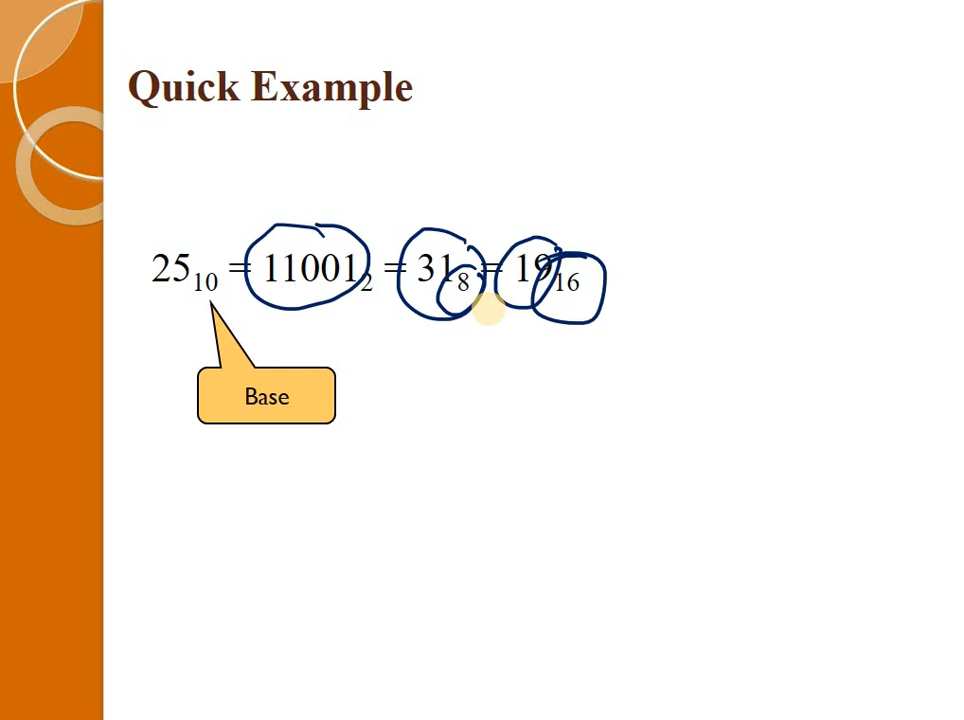 Quick Example
25₁₀ = 11001₂ = 31₈ = 19₁₆
Base